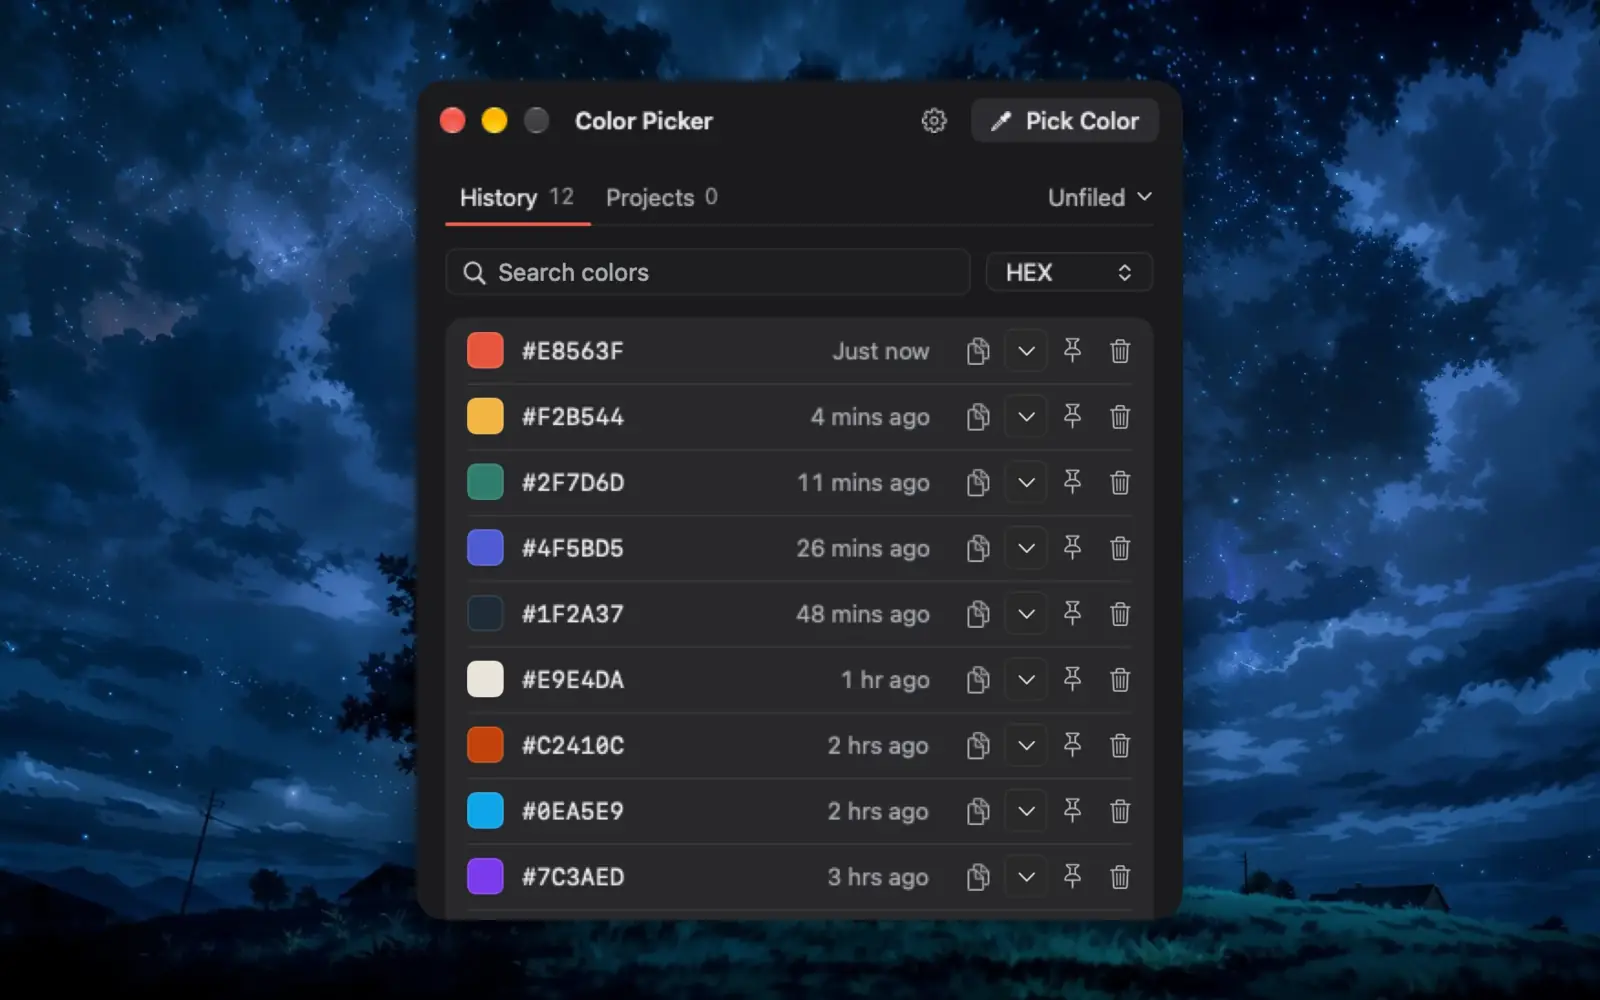 Color Picker
Pick Color
History 12
Projects 0
Unfiled
Search colors
HEX
#E8563F Just now
#F2B544 4 mins ago
#2F7D6D 11 mins ago
#4F5BD5 26 mins ago
#1F2A37 48 mins ago
#E9E4DA 1 hr ago
#C2410C 2 hrs ago
#0EA5E9 2 hrs ago
#7C3AED 3 hrs ago